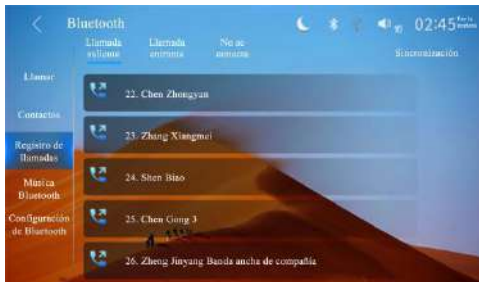 Bluetooth
02:45
Llamada saliente
Llamada entrante
No se
Sincronización
Llamar
Contactos
Registro de llamadas
Música Bluetooth
Configuración de Bluetooth
22. Chen Zhongyan
23. Zhang Xiangmei
24. Shen Biao
25. Chen Gong 3
26. Zheng Jinyang Banda ancha de compañía